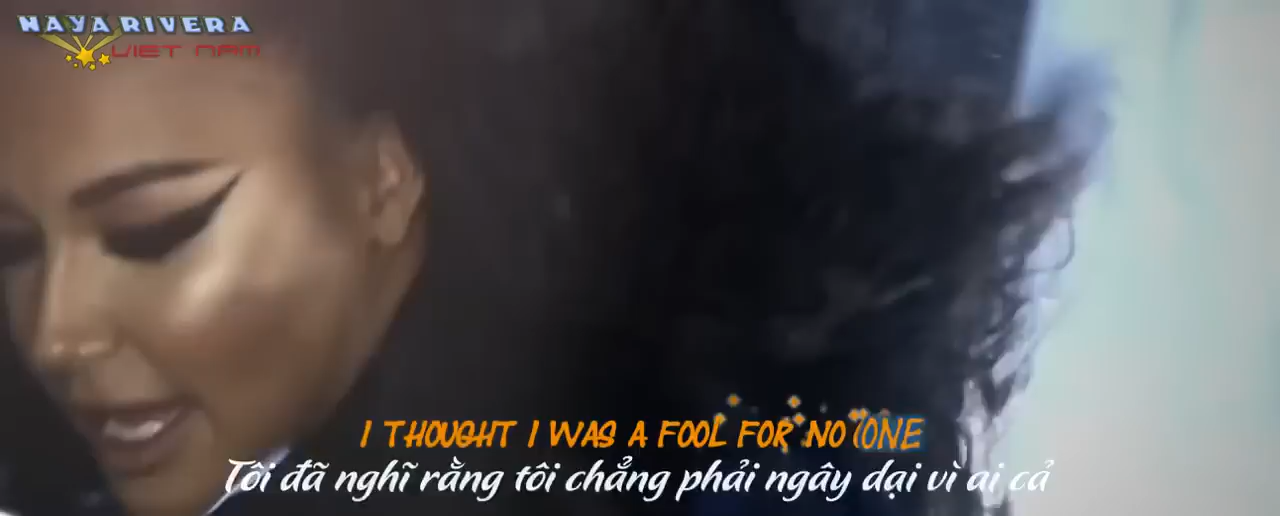 NAYA RIVERA
VIET NAM
I THOUGHT I WAS A FOOL FOR NO ONE
Tôi đã nghĩ rằng tôi chẳng phải ngây dại vì ai cả